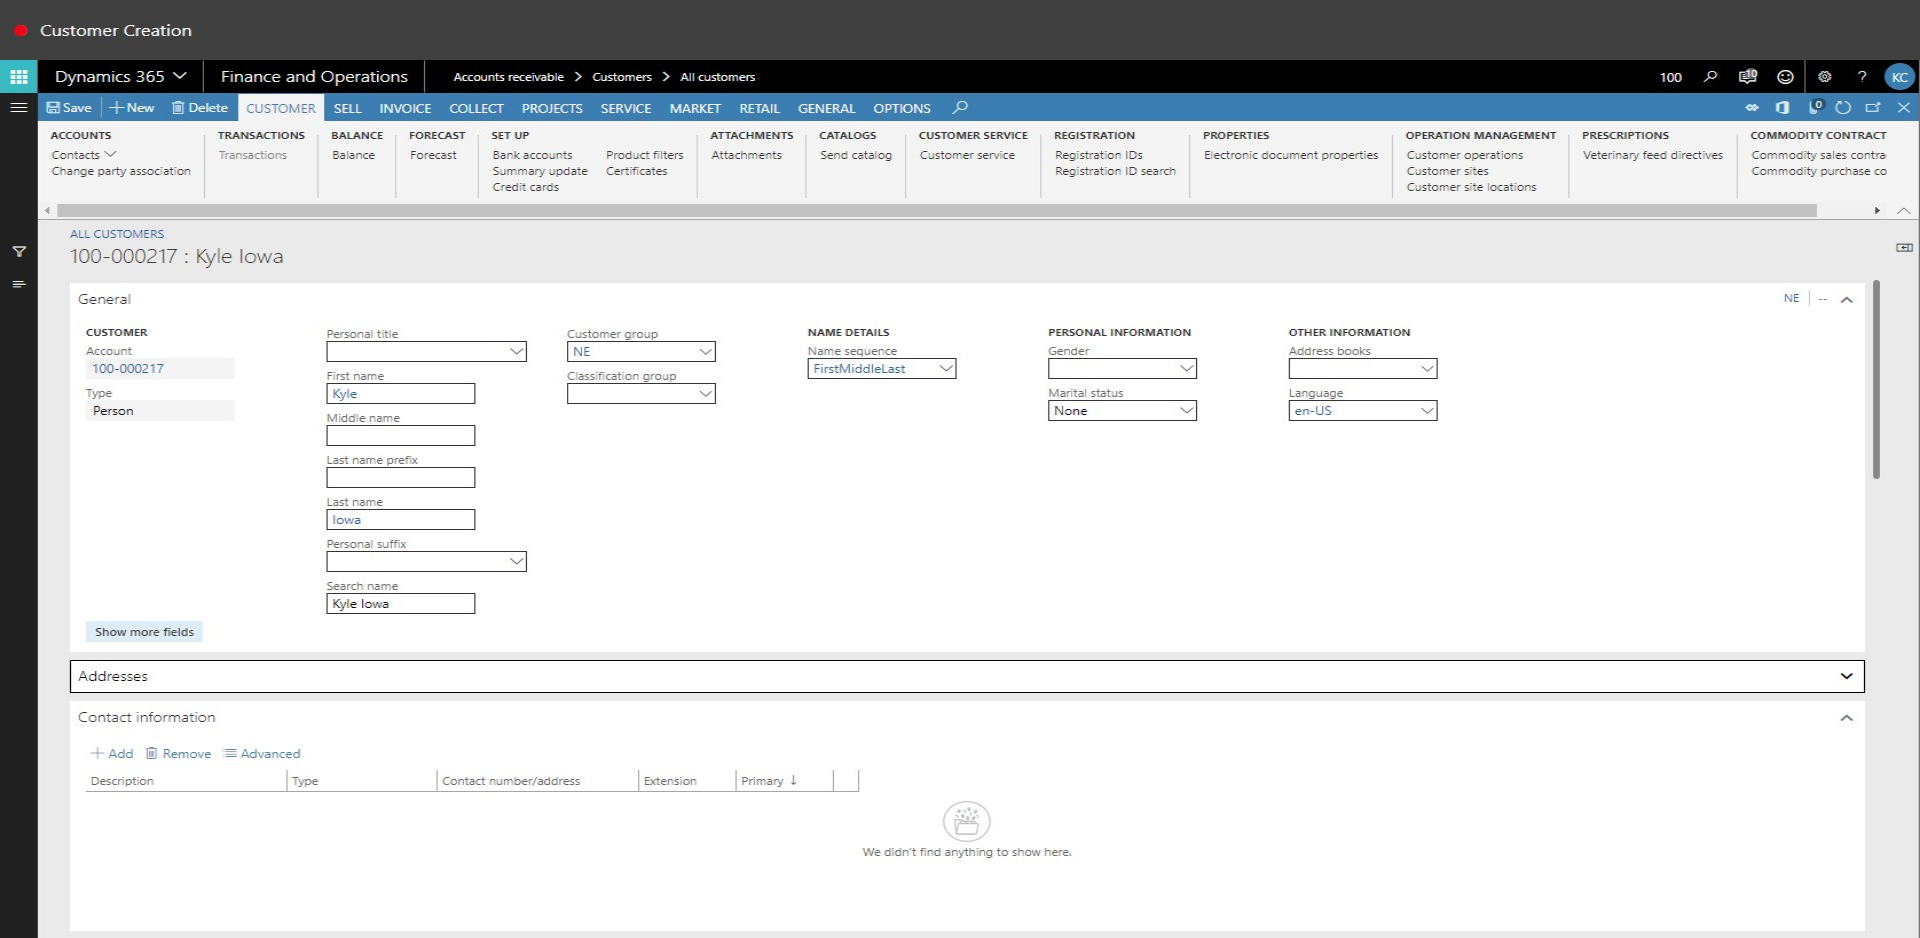 Customer Creation
Dynamics 365
Finance and Operations
Accounts receivable > Customers > All customers
100
10
?
KC
Save
New
Delete
CUSTOMER
SELL
INVOICE
COLLECT
PROJECTS
SERVICE
MARKET
RETAIL
GENERAL
OPTIONS
0
ACCOUNTS
Contacts
Change party association
TRANSACTIONS
Transactions
BALANCE
Balance
FORECAST
Forecast
SET UP
Bank accounts
Summary update
Credit cards
Product filters
Certificates
ATTACHMENTS
Attachments
CATALOGS
Send catalog
CUSTOMER SERVICE
Customer service
REGISTRATION
Registration IDs
Registration ID search
PROPERTIES
Electronic document properties
OPERATION MANAGEMENT
Customer operations
Customer sites
Customer site locations
PRESCRIPTIONS
Veterinary feed directives
COMMODITY CONTRACT
Commodity sales contra
Commodity purchase co
ALL CUSTOMERS
100-000217 : Kyle Iowa
General
NE
--
CUSTOMER
Account
100-000217
Type
Person
Personal title
First name
Kyle
Middle name
Last name prefix
Last name
Iowa
Personal suffix
Search name
Kyle Iowa
Customer group
NE
Classification group
NAME DETAILS
Name sequence
FirstMiddleLast
PERSONAL INFORMATION
Gender
Marital status
None
OTHER INFORMATION
Address books
Language
en-US
Show more fields
Addresses
Contact information
Add
Remove
Advanced
Description
Type
Contact number/address
Extension
Primary ↓
We didn't find anything to show here.